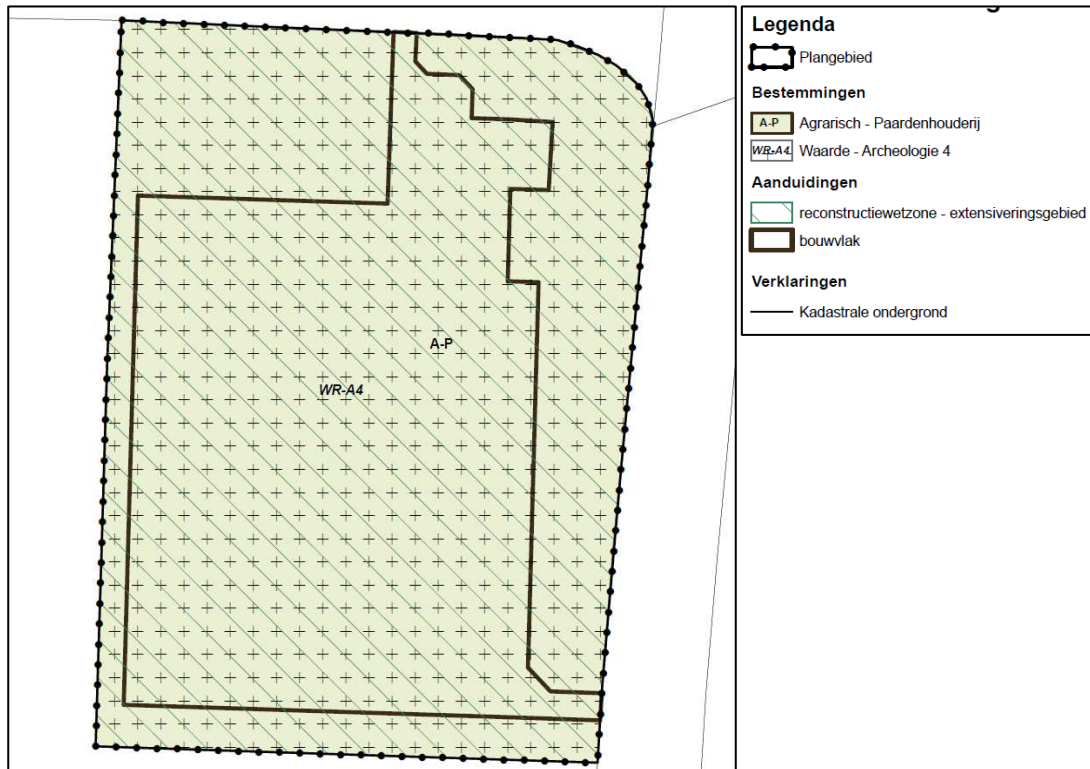 A-P
WR-A4
Legenda
Plangebied
Bestemmingen
A-P Agrarisch - Paardenhouderij
WR-A4 Waarde - Archeologie 4
Aanduidingen
reconstructiewetzone - extensiveringsgebied
bouwvlak
Verklaringen
Kadastrale ondergrond